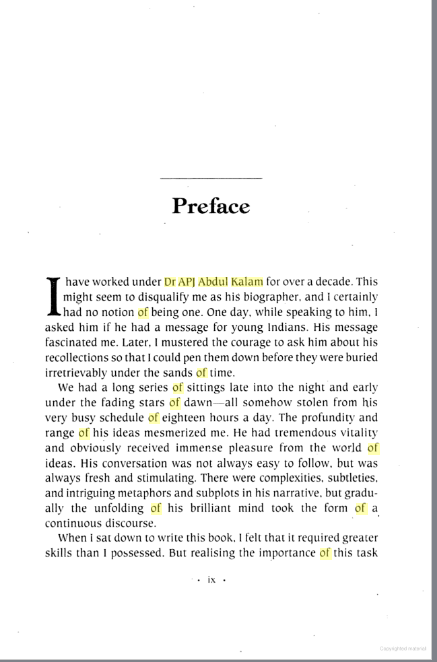 Preface
I have worked under Dr APJ Abdul Kalam for over a decade. This
might seem to disqualify me as his biographer, and I certainly
had no notion of being one. One day, while speaking to him, I
asked him if he had a message for young Indians. His message
fascinated me. Later, I mustered the courage to ask him about his
recollections so that I could pen them down before they were buried
irretrievably under the sands of time.
We had a long series of sittings late into the night and early
under the fading stars of dawn—all somehow stolen from his
very busy schedule of eighteen hours a day. The profundity and
range of his ideas mesmerized me. He had tremendous vitality
and obviously received immense pleasure from the world of
ideas. His conversation was not always easy to follow, but was
always fresh and stimulating. There were complexities, subtleties,
and intriguing metaphors and subplots in his narrative, but gradu-
ally the unfolding of his brilliant mind took the form of a
continuous discourse.
When I sat down to write this book, I felt that it required greater
skills than I possessed. But realising the importance of this task
• ix •
Copyrighted material